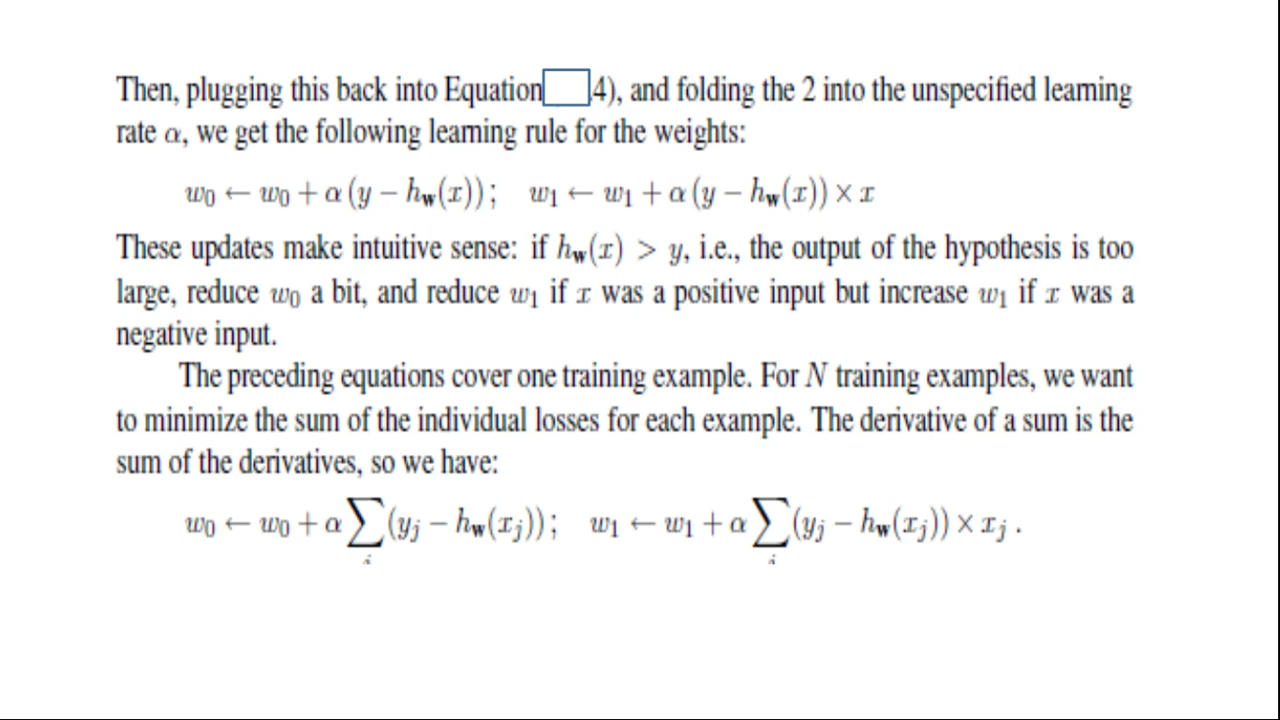 Then, plugging this back into Equation 4), and folding the 2 into the unspecified learning
rate α, we get the following learning rule for the weights:
w₀ ← w₀ + α (y − h𝐰(x)) ;   w₁ ← w₁ + α (y − h𝐰(x)) × x
These updates make intuitive sense: if h𝐰(x) > y, i.e., the output of the hypothesis is too
large, reduce w₀ a bit, and reduce w₁ if x was a positive input but increase w₁ if x was a
negative input.
The preceding equations cover one training example. For N training examples, we want
to minimize the sum of the individual losses for each example. The derivative of a sum is the
sum of the derivatives, so we have:
w₀ ← w₀ + α ∑(yⱼ − h𝐰(xⱼ)) ;   w₁ ← w₁ + α ∑(yⱼ − h𝐰(xⱼ)) × xⱼ .